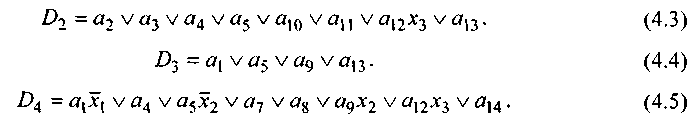 D₂ = a₂ ∨ a₃ ∨ a₄ ∨ a₅ ∨ a₁₀ ∨ a₁₁ ∨ a₁₂x₃ ∨ a₁₃. (4.3)
D₃ = a₁ ∨ a₅ ∨ a₉ ∨ a₁₃. (4.4)
D₄ = a₁x̅₁ ∨ a₄ ∨ a₅x̅₂ ∨ a₇ ∨ a₈ ∨ a₉x₂ ∨ a₁₂x₃ ∨ a₁₄. (4.5)